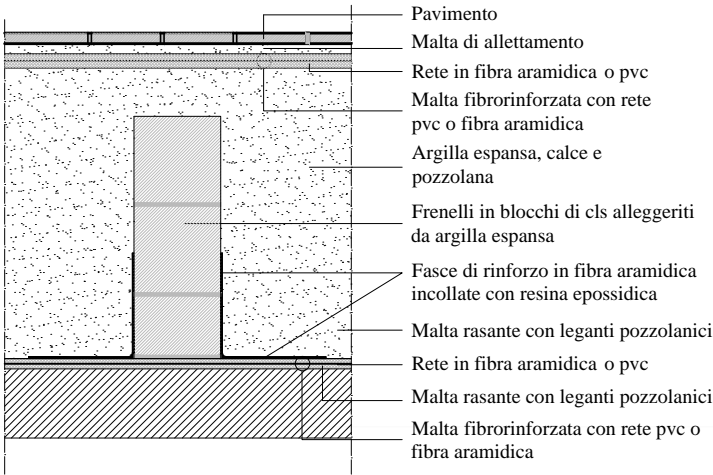 Pavimento
Malta di allettamento
Rete in fibra aramidica o pvc
Malta fibrorinforzata con rete
pvc o fibra aramidica
Argilla espansa, calce e
pozzolana
Frenelli in blocchi di cls alleggeriti
da argilla espansa
Fasce di rinforzo in fibra aramidica
incollate con resina epossidica
Malta rasante con leganti pozzolanici
Rete in fibra aramidica o pvc
Malta rasante con leganti pozzolanici
Malta fibrorinforzata con rete pvc o
fibra aramidica